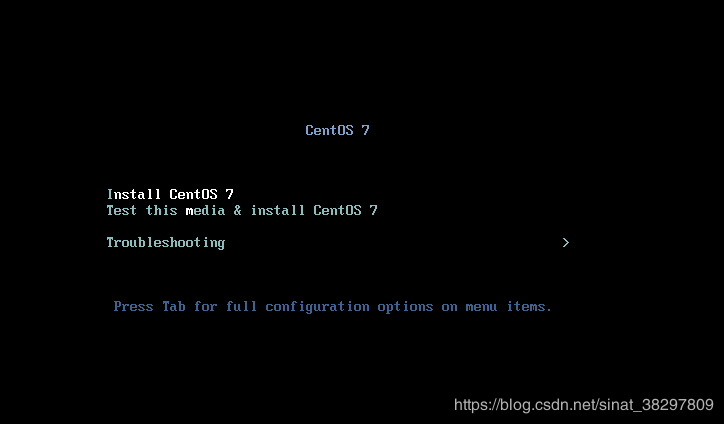 CentOS 7
Install CentOS 7
Test this media & install CentOS 7
Troubleshooting >
Press Tab for full configuration options on menu items.
https://blog.csdn.net/sinat_38297809